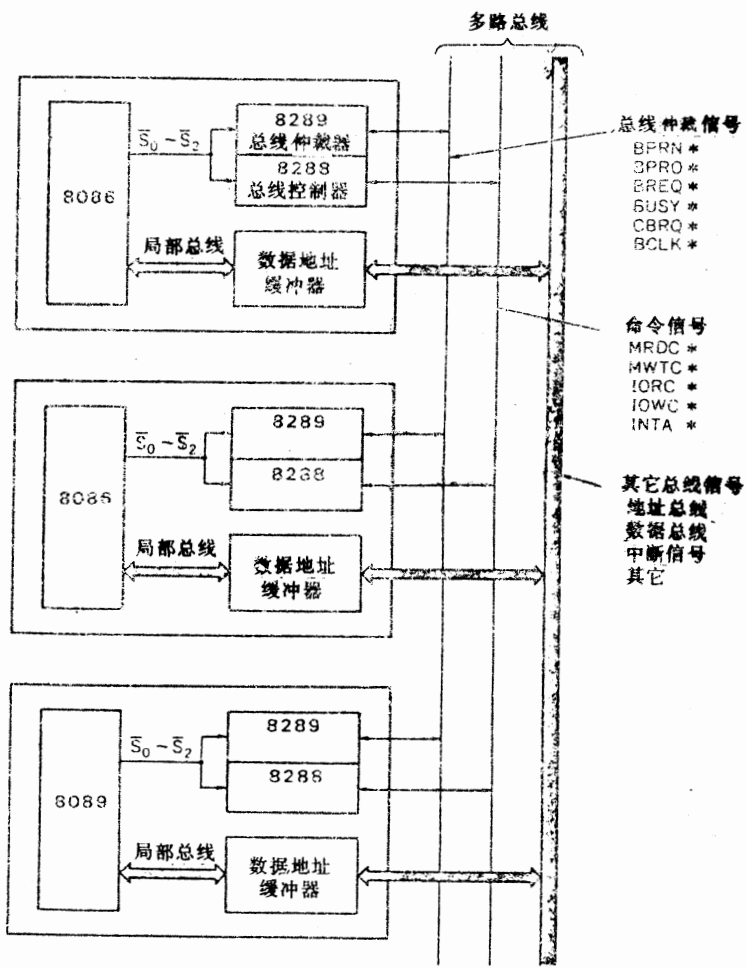 多路总线
8289
总线仲裁器
8288
总线控制器
S̅₀~S̅₂
8086
局部总线
数据地址
缓冲器
总线仲裁信号
BPRN *
BPRO *
BREQ *
BUSY *
CBRQ *
BCLK *
命令信号
MRDC *
MWTC *
IORC *
IOWC *
INTA *
8289
8288
S̅₀~S̅₂
8086
局部总线
数据地址
缓冲器
其它总线信号
地址总线
数据总线
中断信号
其它
8289
8288
S̅₀~S̅₂
8089
局部总线
数据地址
缓冲器